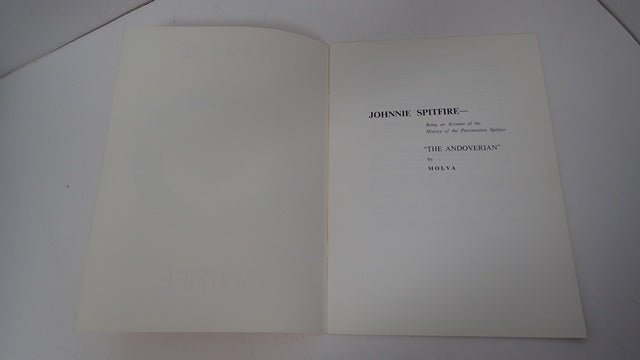 JOHNNIE SPITFIRE—
Being an Account of the
History of the Presentation Spitfire
"THE ANDOVERIAN"
by
MOLVA